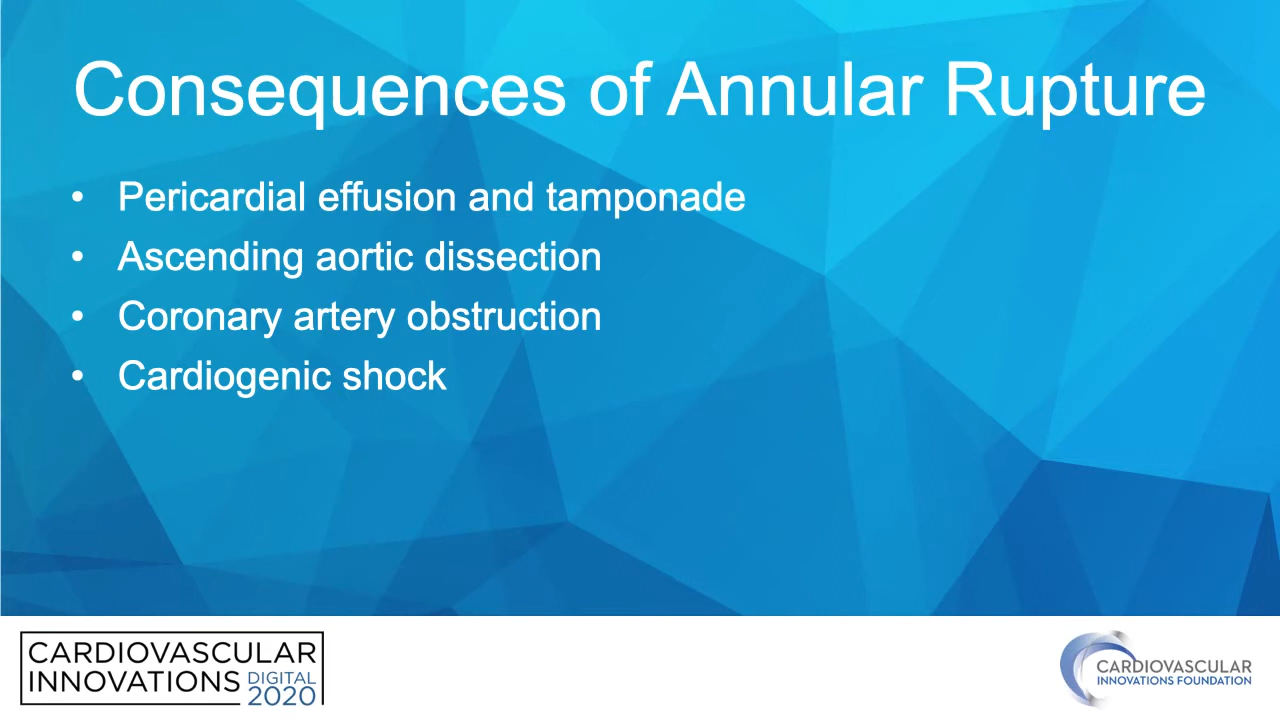 Consequences of Annular Rupture
• Pericardial effusion and tamponade
• Ascending aortic dissection
• Coronary artery obstruction
• Cardiogenic shock
CARDIOVASCULAR
INNOVATIONS DIGITAL
2020
CARDIOVASCULAR
INNOVATIONS FOUNDATION